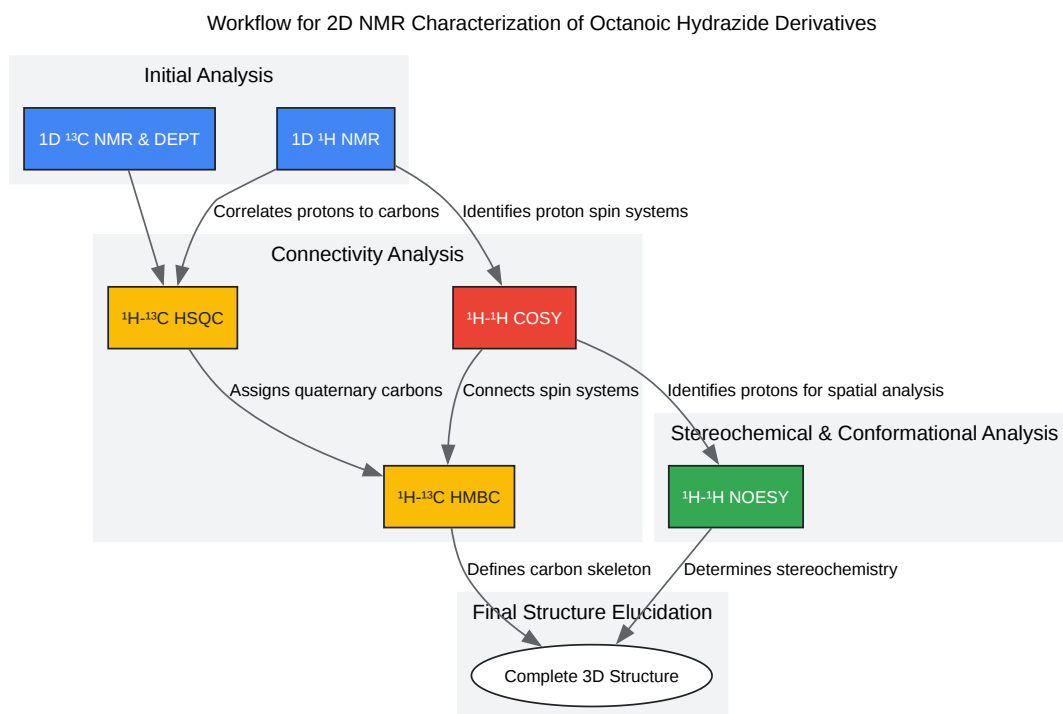 Workflow for 2D NMR Characterization of Octanoic Hydrazide Derivatives
Initial Analysis
1D ¹³C NMR & DEPT
1D ¹H NMR
Correlates protons to carbons
Identifies proton spin systems
Connectivity Analysis
¹H-¹³C HSQC
¹H-¹H COSY
Assigns quaternary carbons
Connects spin systems
Identifies protons for spatial analysis
Stereochemical & Conformational Analysis
¹H-¹³C HMBC
¹H-¹H NOESY
Defines carbon skeleton
Determines stereochemistry
Final Structure Elucidation
Complete 3D Structure